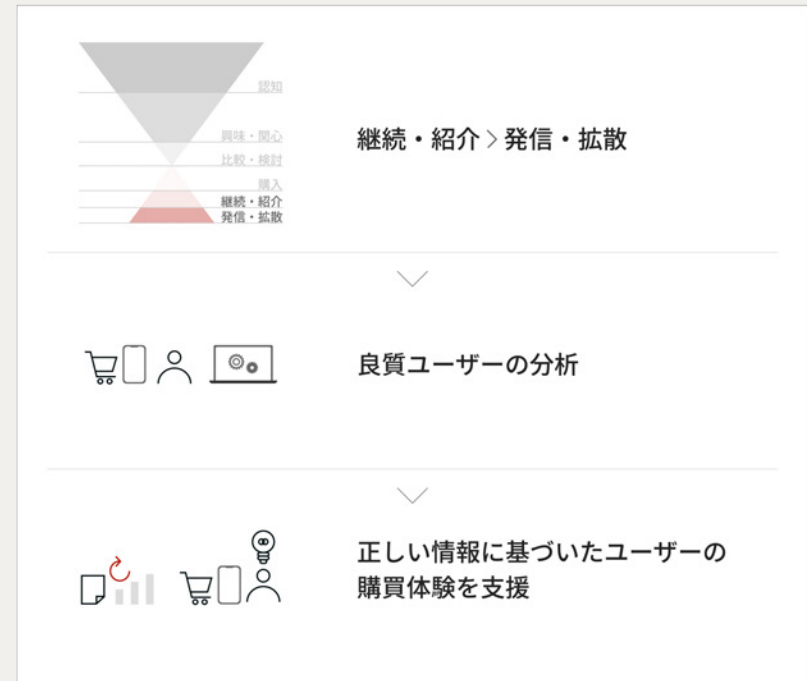 認知
興味・関心
比較・検討
購入
継続・紹介
発信・拡散
継続・紹介＞発信・拡散
良質ユーザーの分析
正しい情報に基づいたユーザーの
購買体験を支援